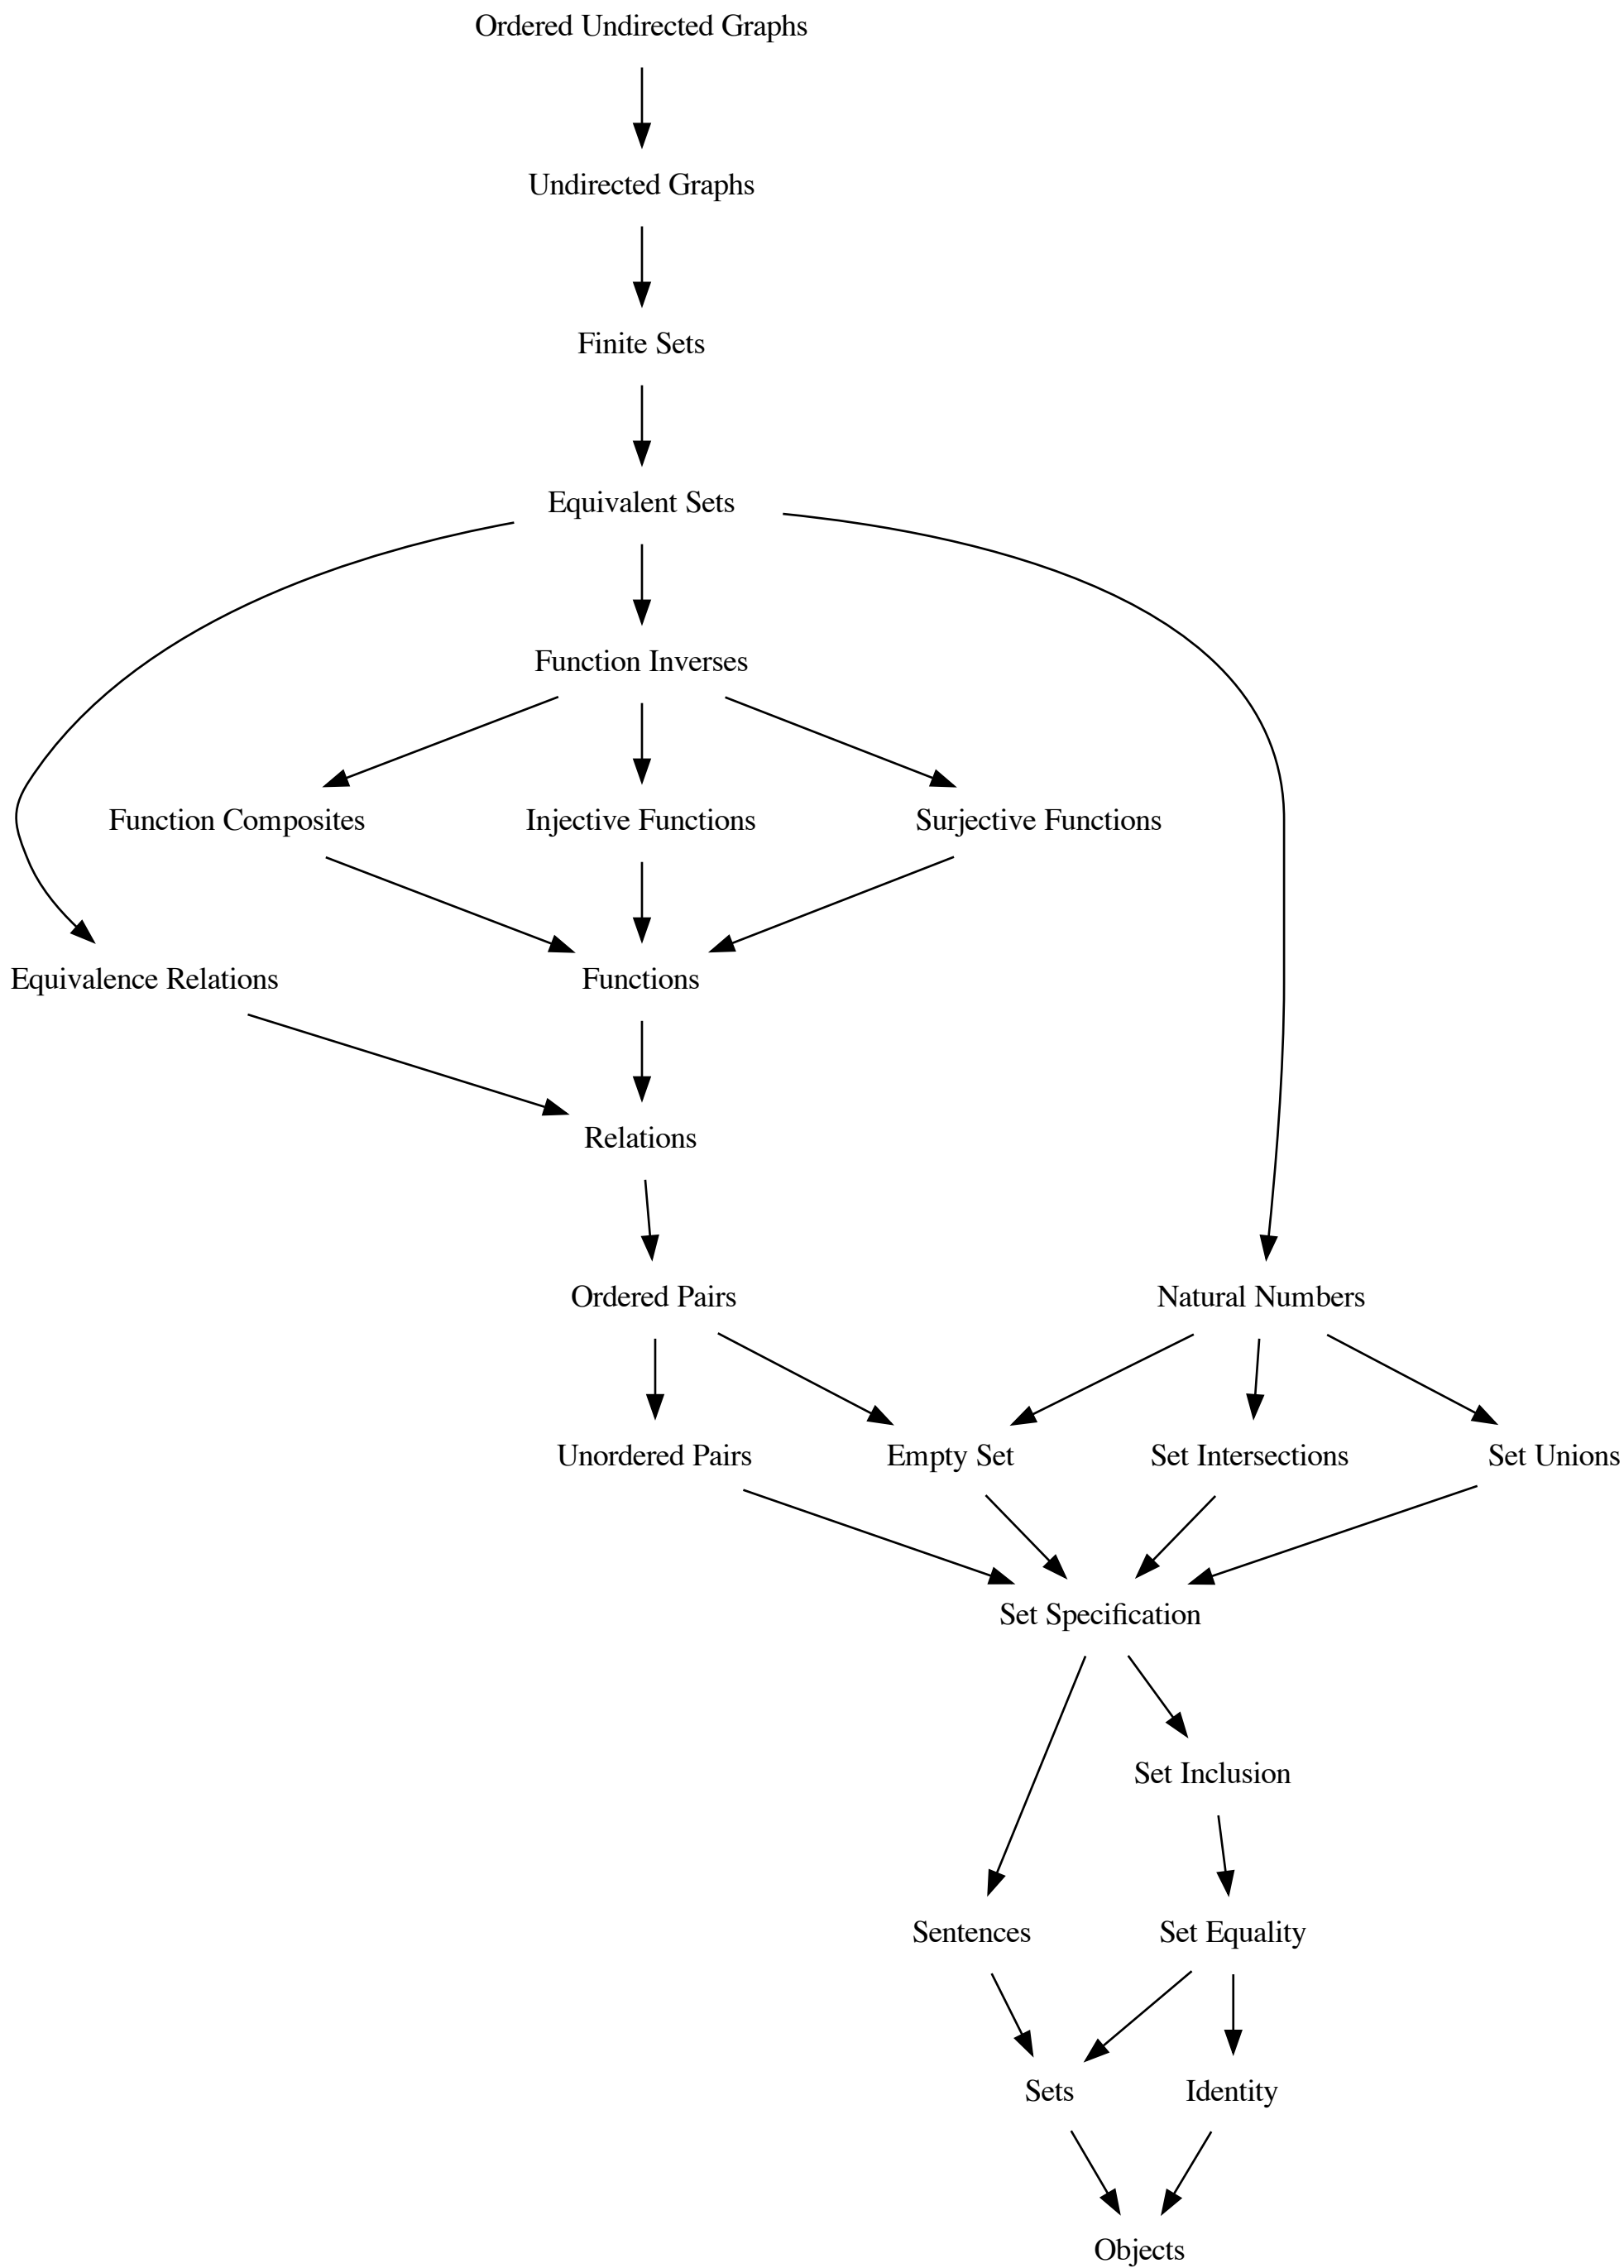 Ordered Undirected Graphs
Undirected Graphs
Finite Sets
Equivalent Sets
Function Inverses
Function Composites
Injective Functions
Surjective Functions
Equivalence Relations
Functions
Relations
Ordered Pairs
Natural Numbers
Unordered Pairs
Empty Set
Set Intersections
Set Unions
Set Specification
Set Inclusion
Sentences
Set Equality
Sets
Identity
Objects